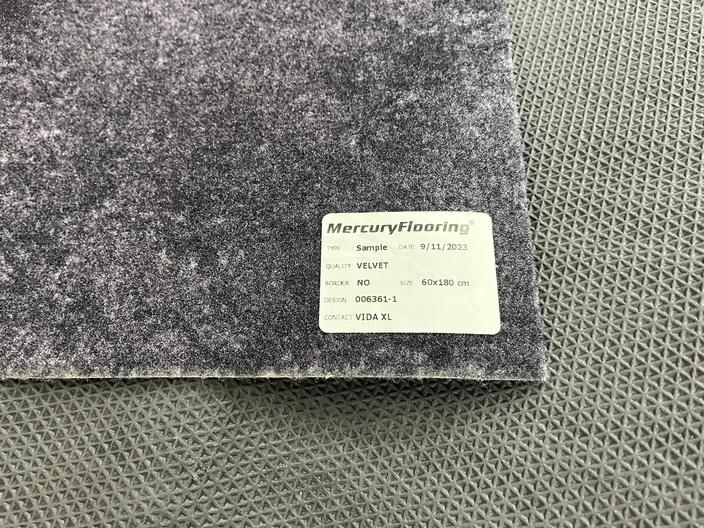 MercuryFlooring®
TYPE Sample DATE 9/11/2023
QUALITY VELVET
BORDER NO SIZE 60x180 cm
DESIGN 006361-1
CONTACT VIDA XL